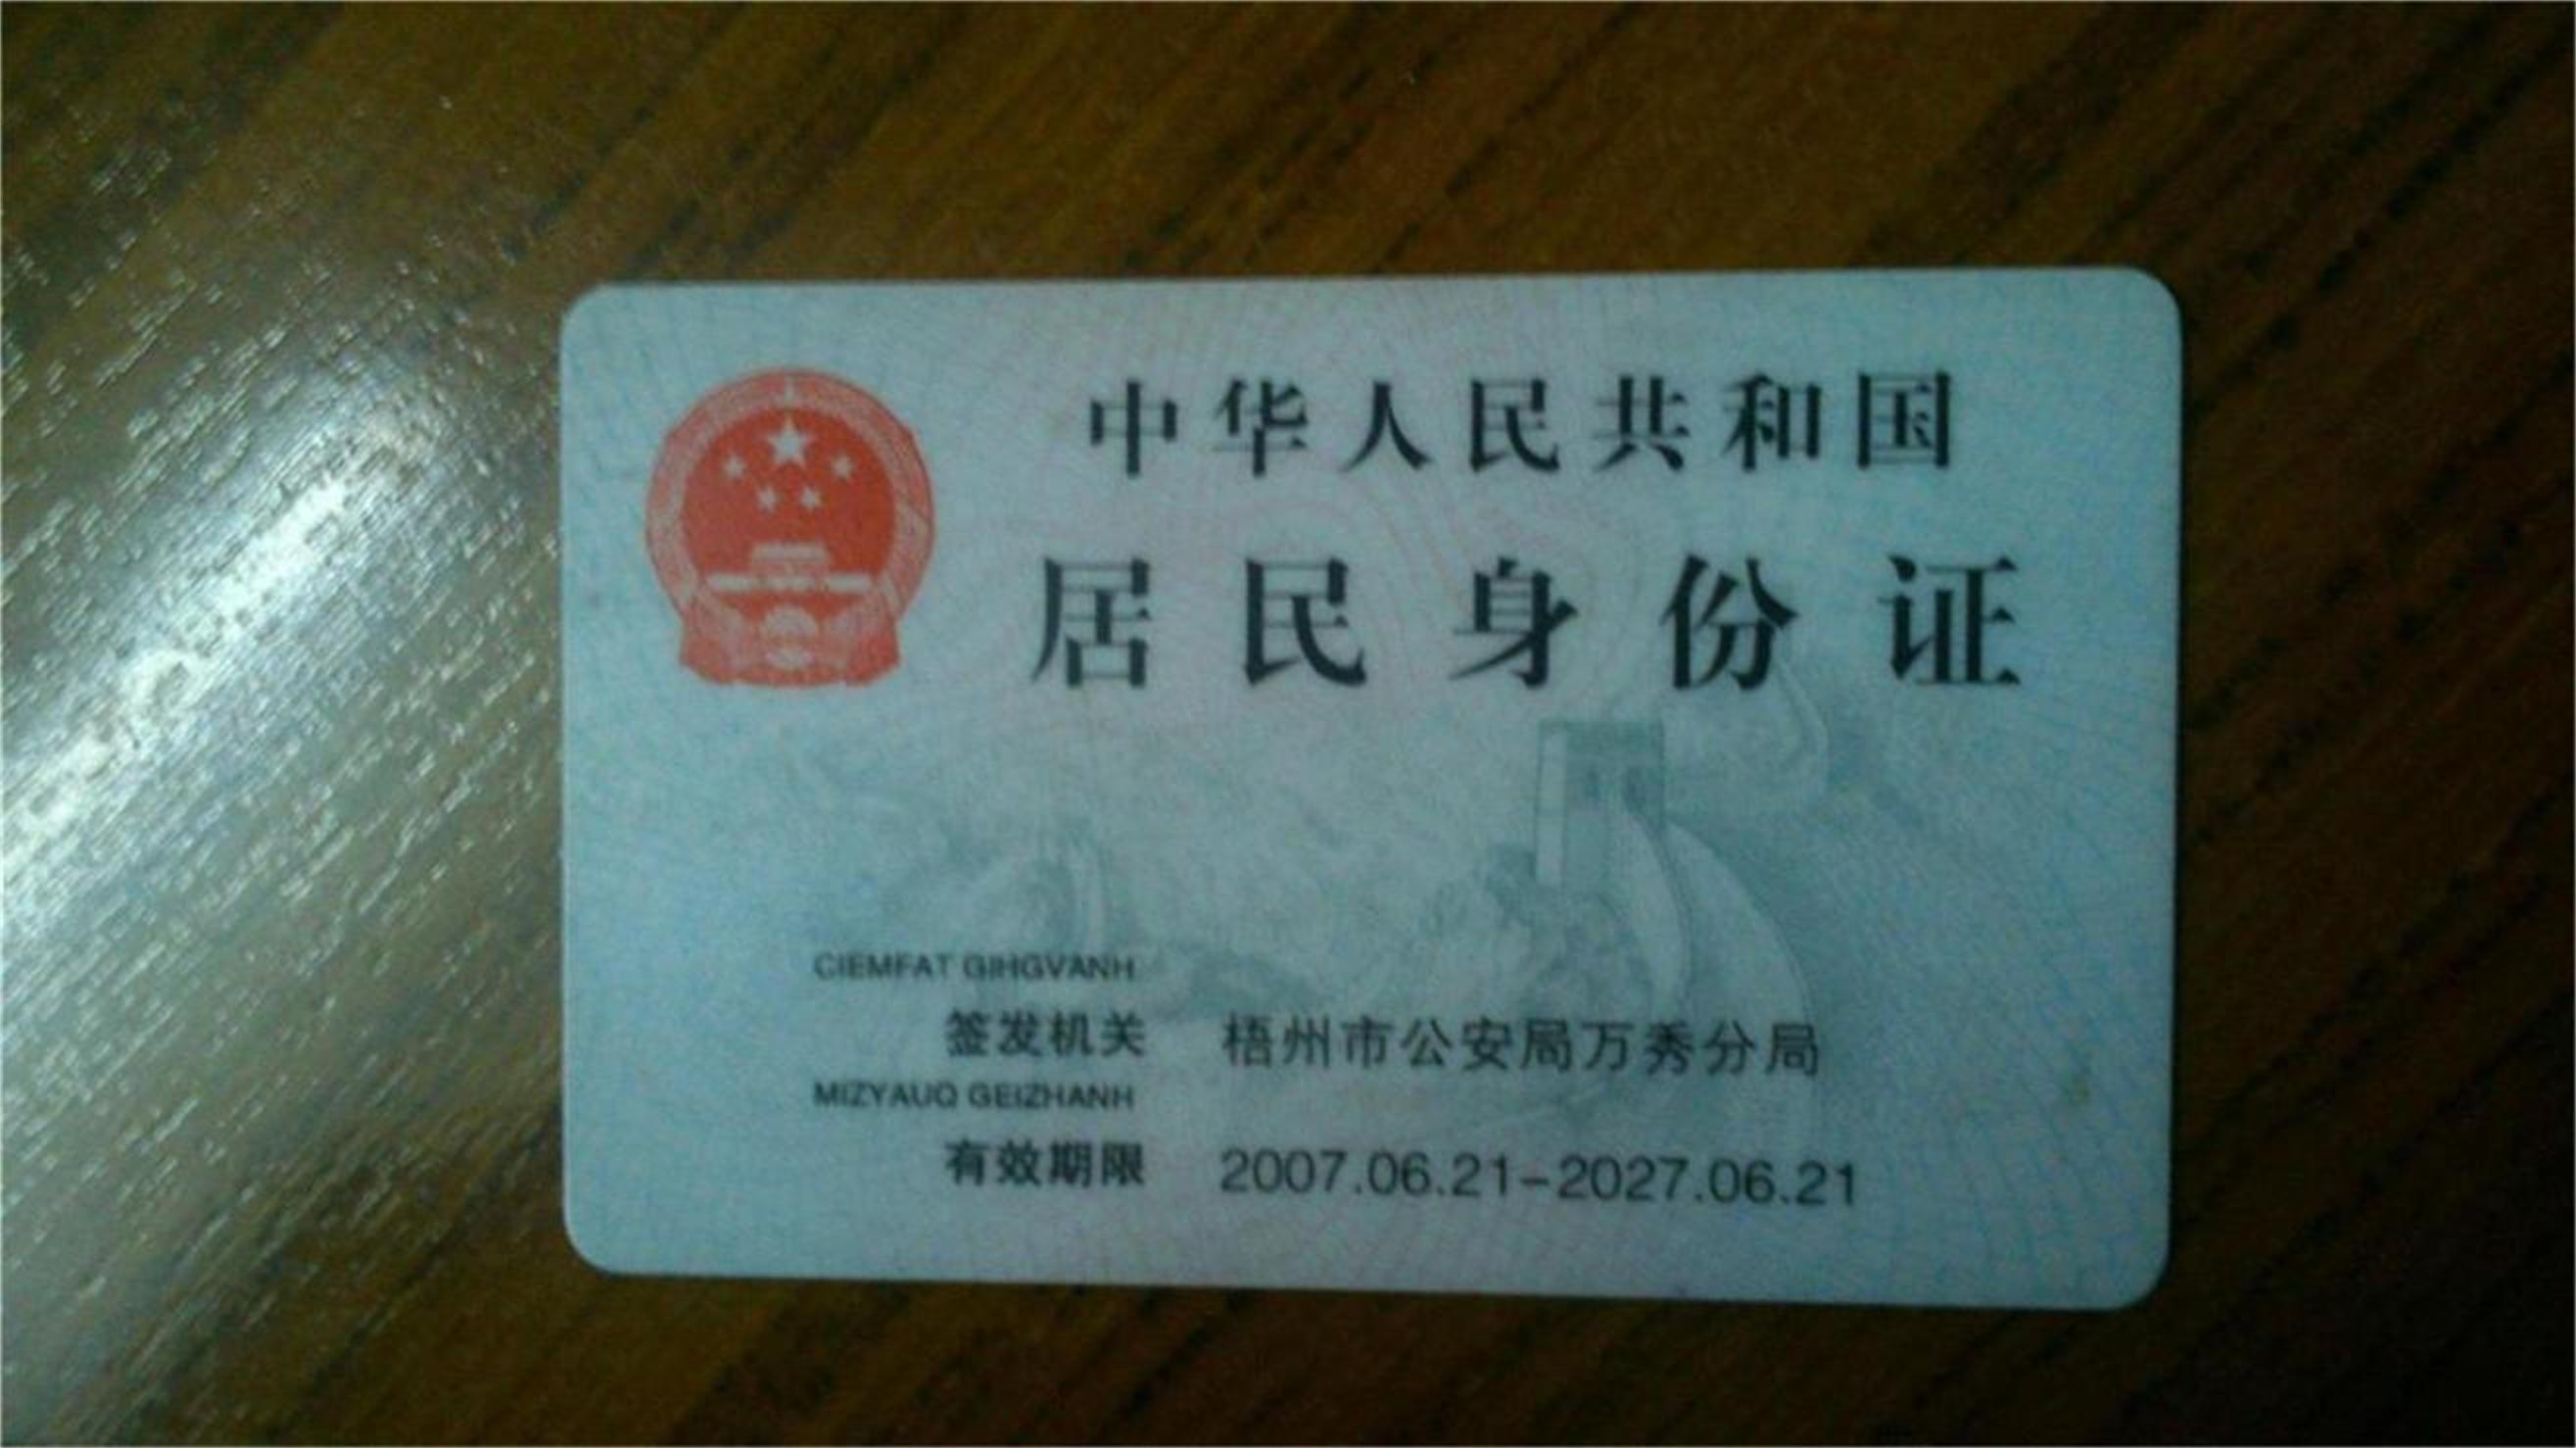 中华人民共和国
居民身份证
CIEMFAT GIHGVANH
签发机关 梧州市公安局万秀分局
MIZYAUQ GEIZHANH
有效期限 2007.06.21-2027.06.21